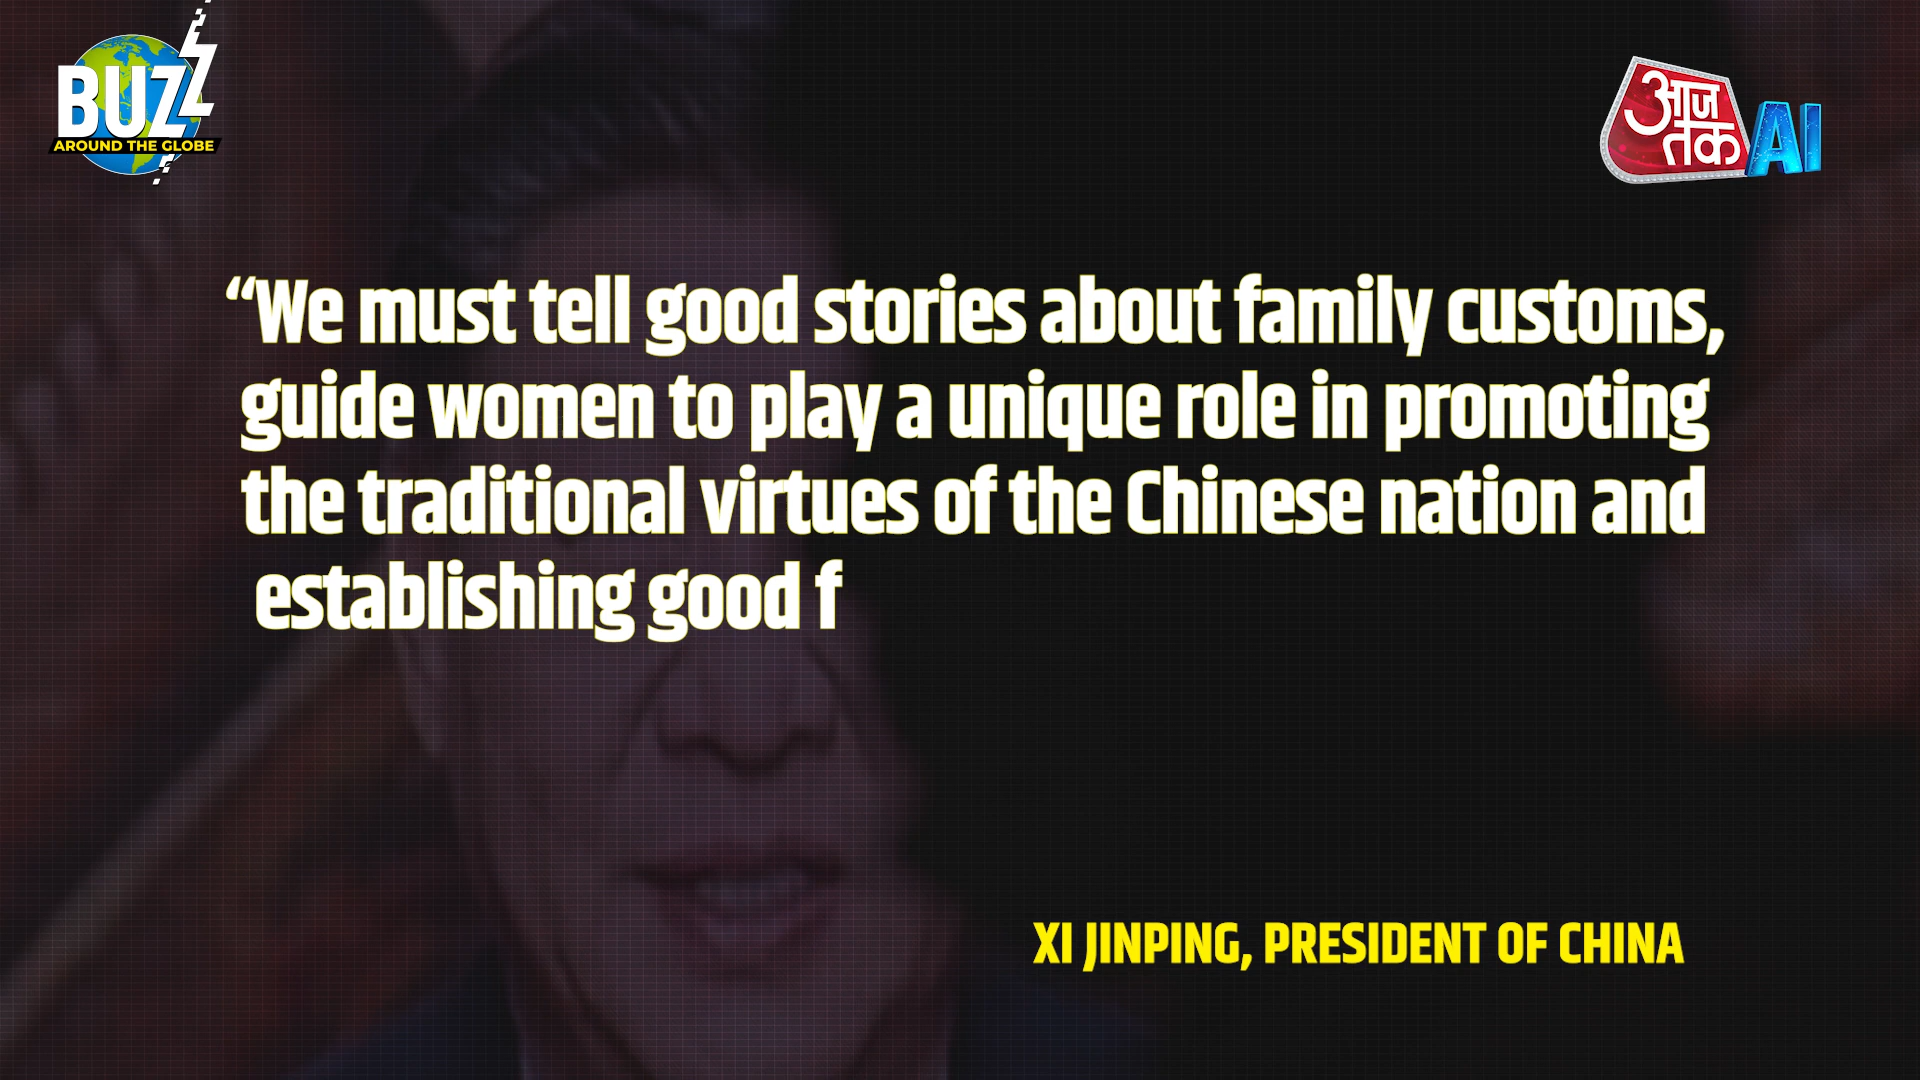 BUZZ
AROUND THE GLOBE
आज
तक
AI
“We must tell good stories about family customs,
guide women to play a unique role in promoting
the traditional virtues of the Chinese nation and
establishing good f
XI JINPING, PRESIDENT OF CHINA